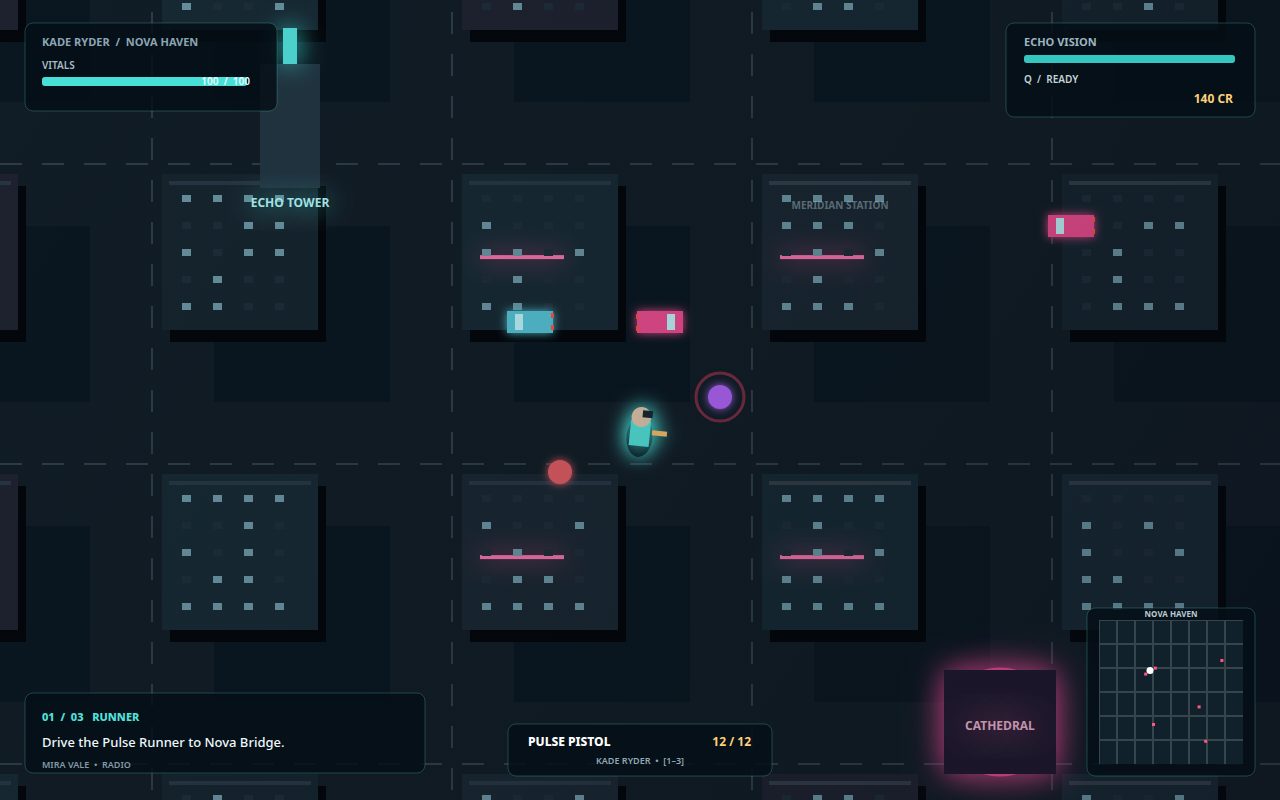 KADE RYDER / NOVA HAVEN
VITALS
100 / 100
ECHO VISION
Q / READY
140 CR
ECHO TOWER
MERIDIAN STATION
CATHEDRAL
NOVA HAVEN
01 / 03 RUNNER
Drive the Pulse Runner to Nova Bridge.
MIRA VALE • RADIO
PULSE PISTOL 12 / 12
KADE RYDER • [1–3]